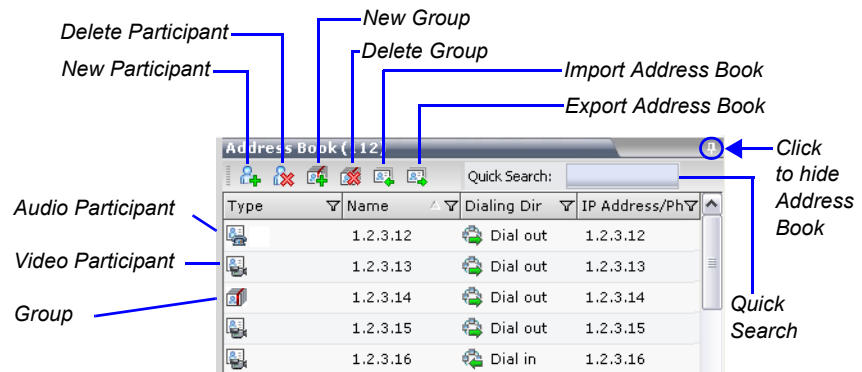 New Group
Delete Participant
Delete Group
New Participant
Import Address Book
Export Address Book
Address Book (112)
Click
to hide
Address
Book
Quick Search:
Type Name Dialing Dir IP Address/Ph
Audio Participant
1.2.3.12 Dial out 1.2.3.12
Video Participant
1.2.3.13 Dial out 1.2.3.13
Group
1.2.3.14 Dial out 1.2.3.14
Quick
Search
1.2.3.15 Dial out 1.2.3.15
1.2.3.16 Dial in 1.2.3.16